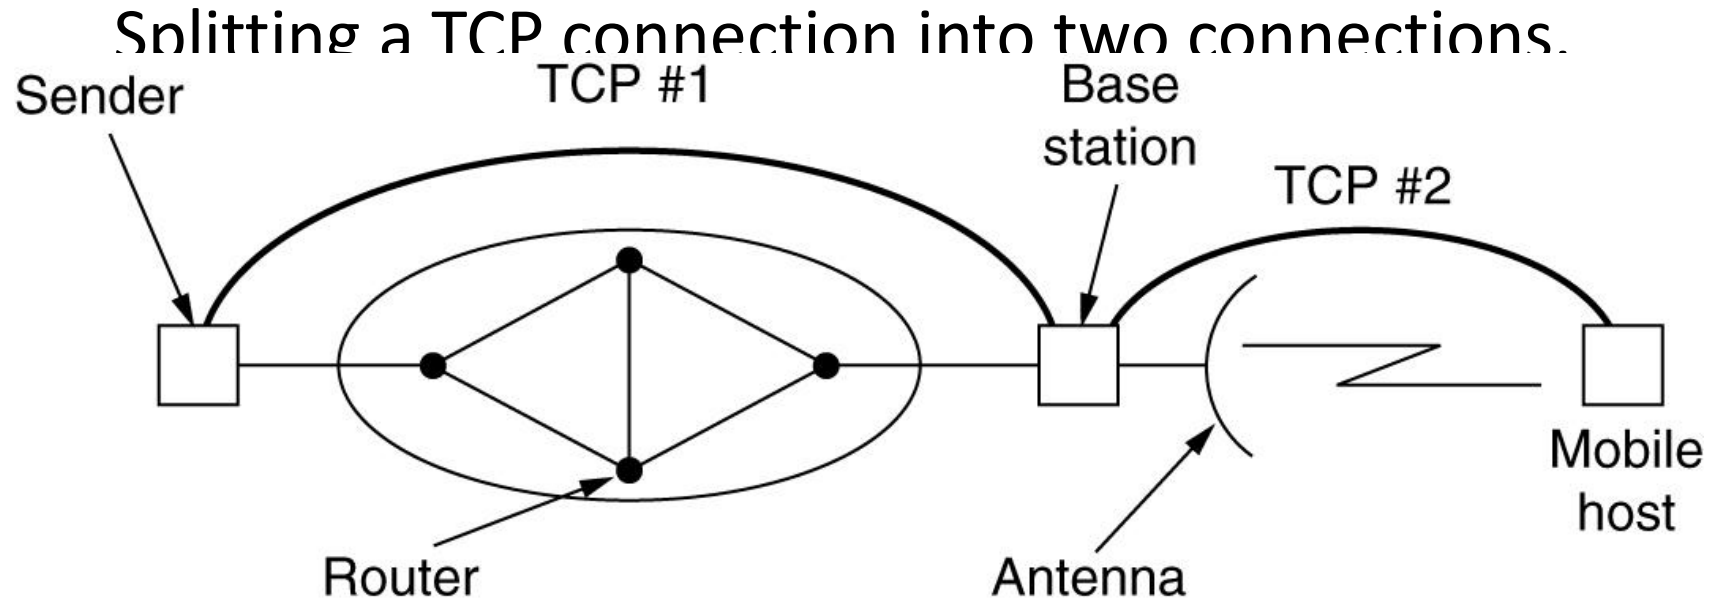 Splitting a TCP connection into two connections.
Sender
TCP #1
Base
station
TCP #2
Mobile
host
Router
Antenna